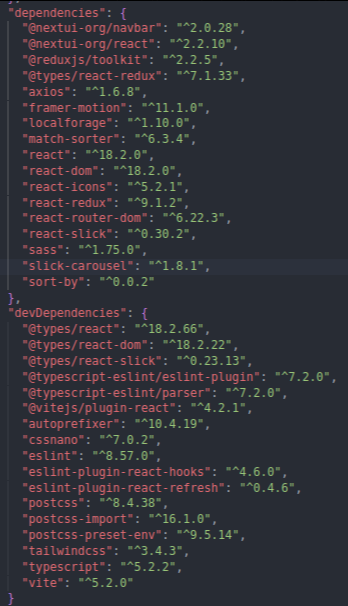 "dependencies": {
"@nextui-org/navbar": "^2.0.28",
"@nextui-org/react": "^2.2.10",
"@reduxjs/toolkit": "^2.2.5",
"@types/react-redux": "^7.1.33",
"axios": "^1.6.8",
"framer-motion": "^11.1.0",
"localforage": "^1.10.0",
"match-sorter": "^6.3.4",
"react": "^18.2.0",
"react-dom": "^18.2.0",
"react-icons": "^5.2.1",
"react-redux": "^9.1.2",
"react-router-dom": "^6.22.3",
"react-slick": "^0.30.2",
"sass": "^1.75.0",
"slick-carousel": "^1.8.1",
"sort-by": "^0.0.2"
},
"devDependencies": {
"@types/react": "^18.2.66",
"@types/react-dom": "^18.2.22",
"@types/react-slick": "^0.23.13",
"@typescript-eslint/eslint-plugin": "^7.2.0",
"@typescript-eslint/parser": "^7.2.0",
"@vitejs/plugin-react": "^4.2.1",
"autoprefixer": "^10.4.19",
"cssnano": "^7.0.2",
"eslint": "^8.57.0",
"eslint-plugin-react-hooks": "^4.6.0",
"eslint-plugin-react-refresh": "^0.4.6",
"postcss": "^8.4.38",
"postcss-import": "^16.1.0",
"postcss-preset-env": "^9.5.14",
"tailwindcss": "^3.4.3",
"typescript": "^5.2.2",
"vite": "^5.2.0"
}